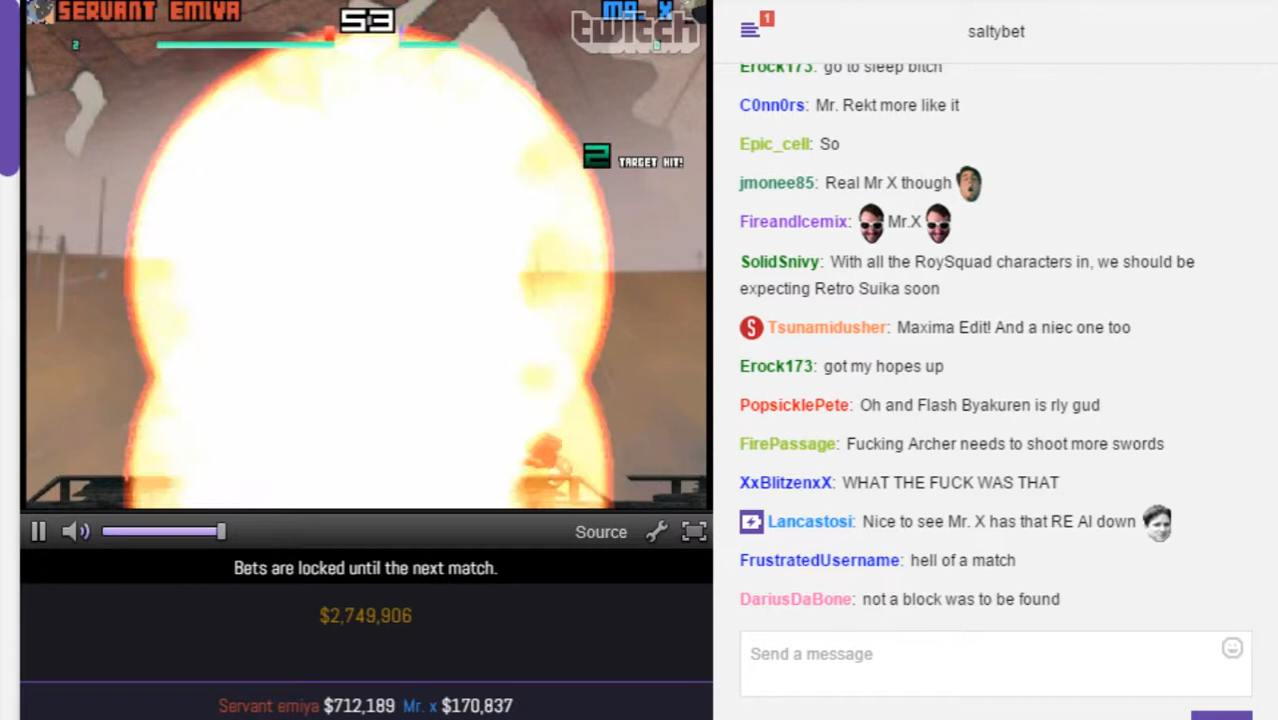 SERVANT EMIYA
53
MR. X
twitch
2
2 TARGET HIT!
Source
Bets are locked until the next match.
$2,749,906
Servant emiya $712,189 Mr. x $170,837
1
saltybet
Erock173: go to sleep bitch
C0nn0rs: Mr. Rekt more like it
Epic_cell: So
jmonee85: Real Mr X though
FireandIcemix: Mr.X
SolidSnivy: With all the RoySquad characters in, we should be
expecting Retro Suika soon
S Tsunamidusher: Maxima Edit! And a niec one too
Erock173: got my hopes up
PopsicklePete: Oh and Flash Byakuren is rly gud
FirePassage: Fucking Archer needs to shoot more swords
XxBlitzenxX: WHAT THE FUCK WAS THAT
Lancastosi: Nice to see Mr. X has that RE AI down
FrustratedUsername: hell of a match
DariusDaBone: not a block was to be found
Send a message